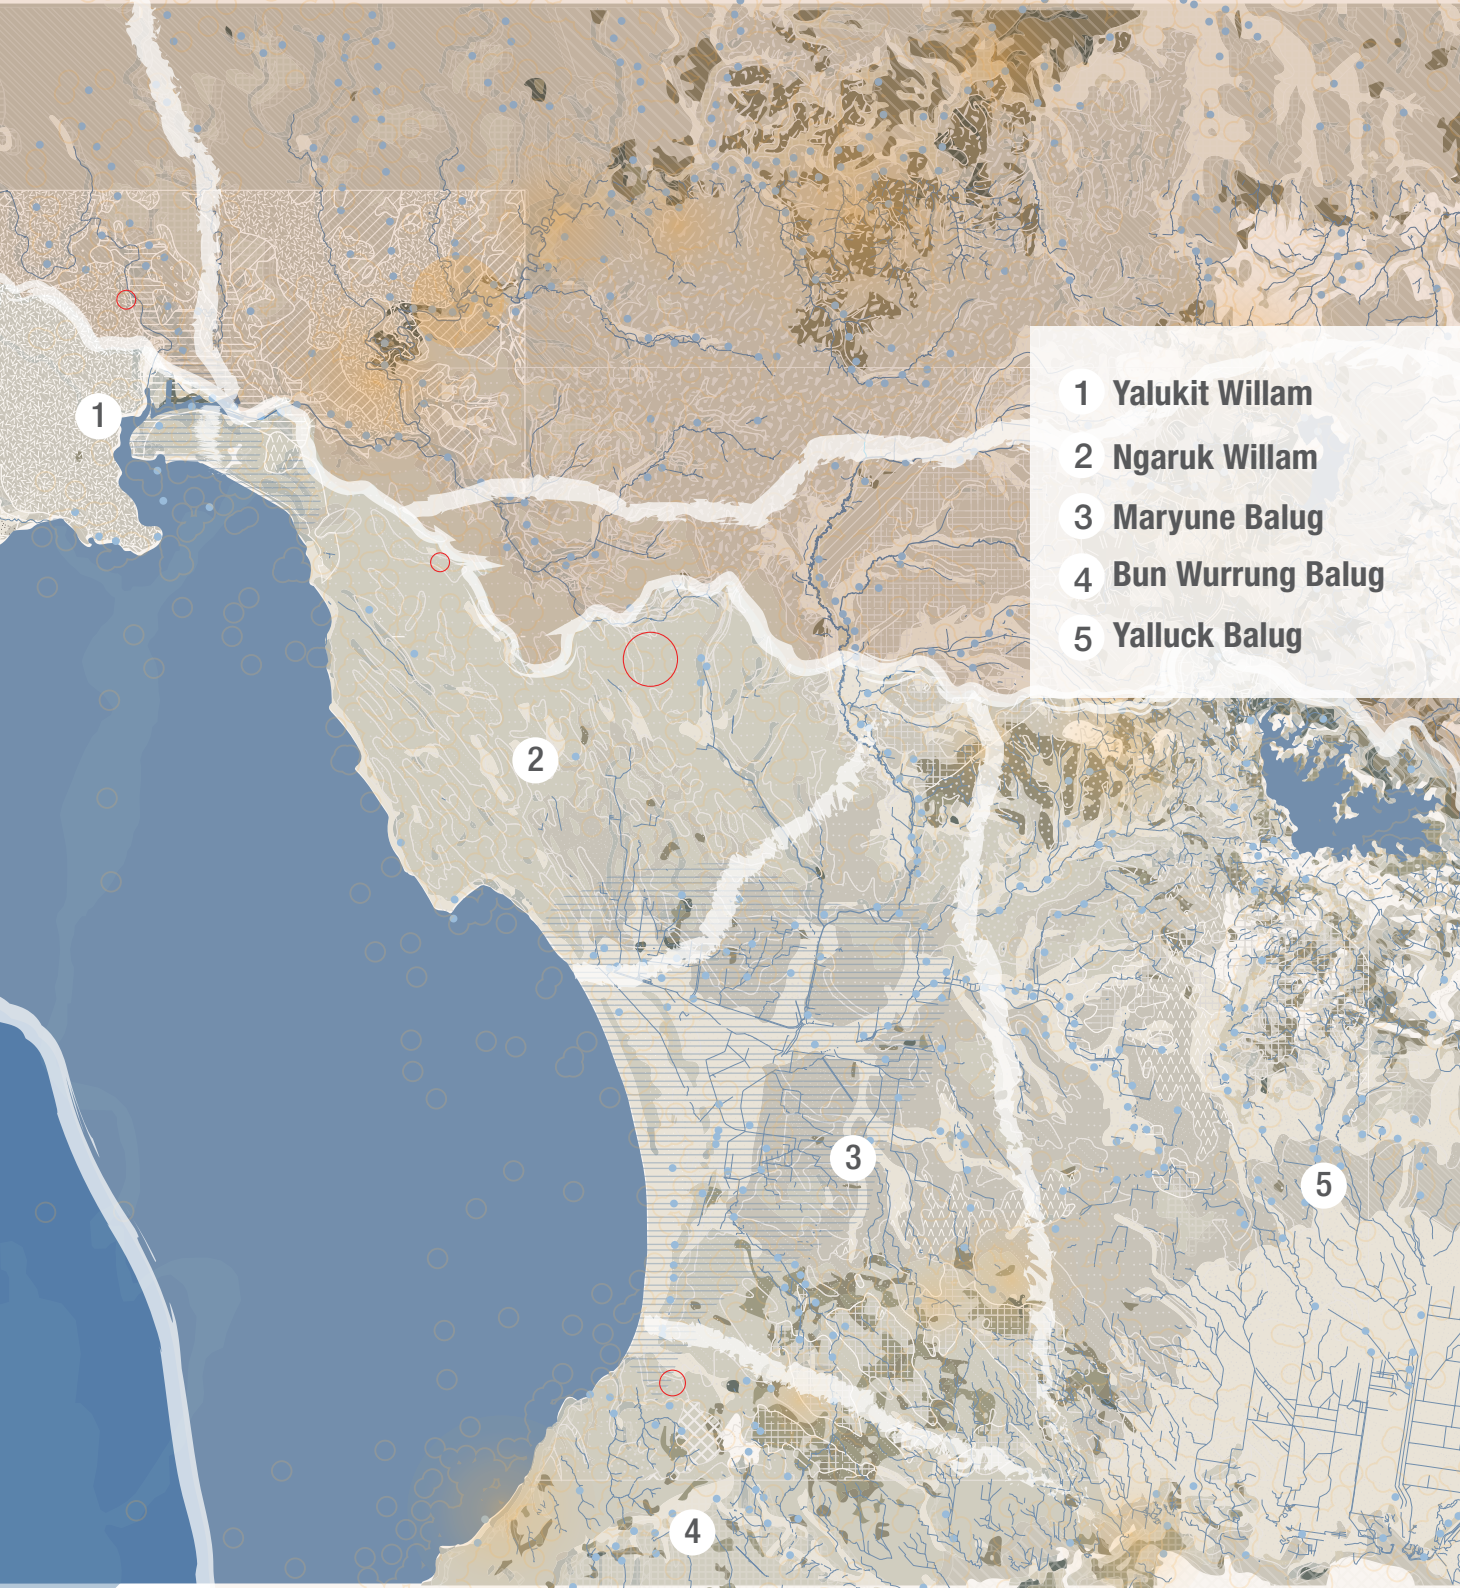 1 Yalukit Willam
2 Ngaruk Willam
3 Maryune Balug
4 Bun Wurrung Balug
5 Yalluck Balug
1
2
3
5
4